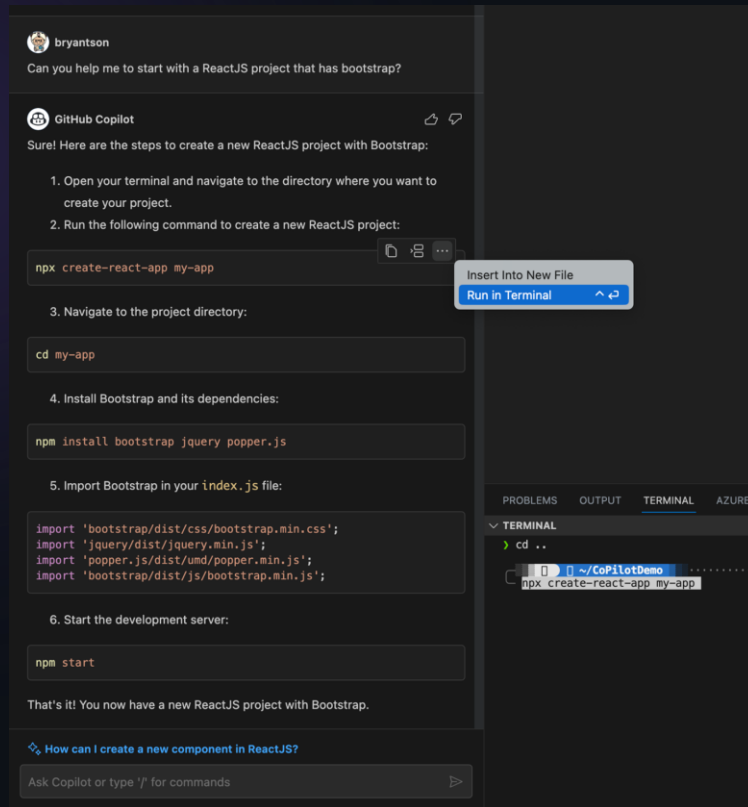 bryantson
Can you help me to start with a ReactJS project that has bootstrap?
GitHub Copilot
Sure! Here are the steps to create a new ReactJS project with Bootstrap:
1. Open your terminal and navigate to the directory where you want to
create your project.
2. Run the following command to create a new ReactJS project:
npx create-react-app my-app
Insert Into New File
Run in Terminal
3. Navigate to the project directory:
cd my-app
4. Install Bootstrap and its dependencies:
npm install bootstrap jquery popper.js
5. Import Bootstrap in your index.js file:
import 'bootstrap/dist/css/bootstrap.min.css';
import 'jquery/dist/jquery.min.js';
import 'popper.js/dist/umd/popper.min.js';
import 'bootstrap/dist/js/bootstrap.min.js';
6. Start the development server:
npm start
That's it! You now have a new ReactJS project with Bootstrap.
How can I create a new component in ReactJS?
Ask Copilot or type '/' for commands
PROBLEMS OUTPUT TERMINAL AZURE
TERMINAL
cd ..
~/CoPilotDemo
npx create-react-app my-app